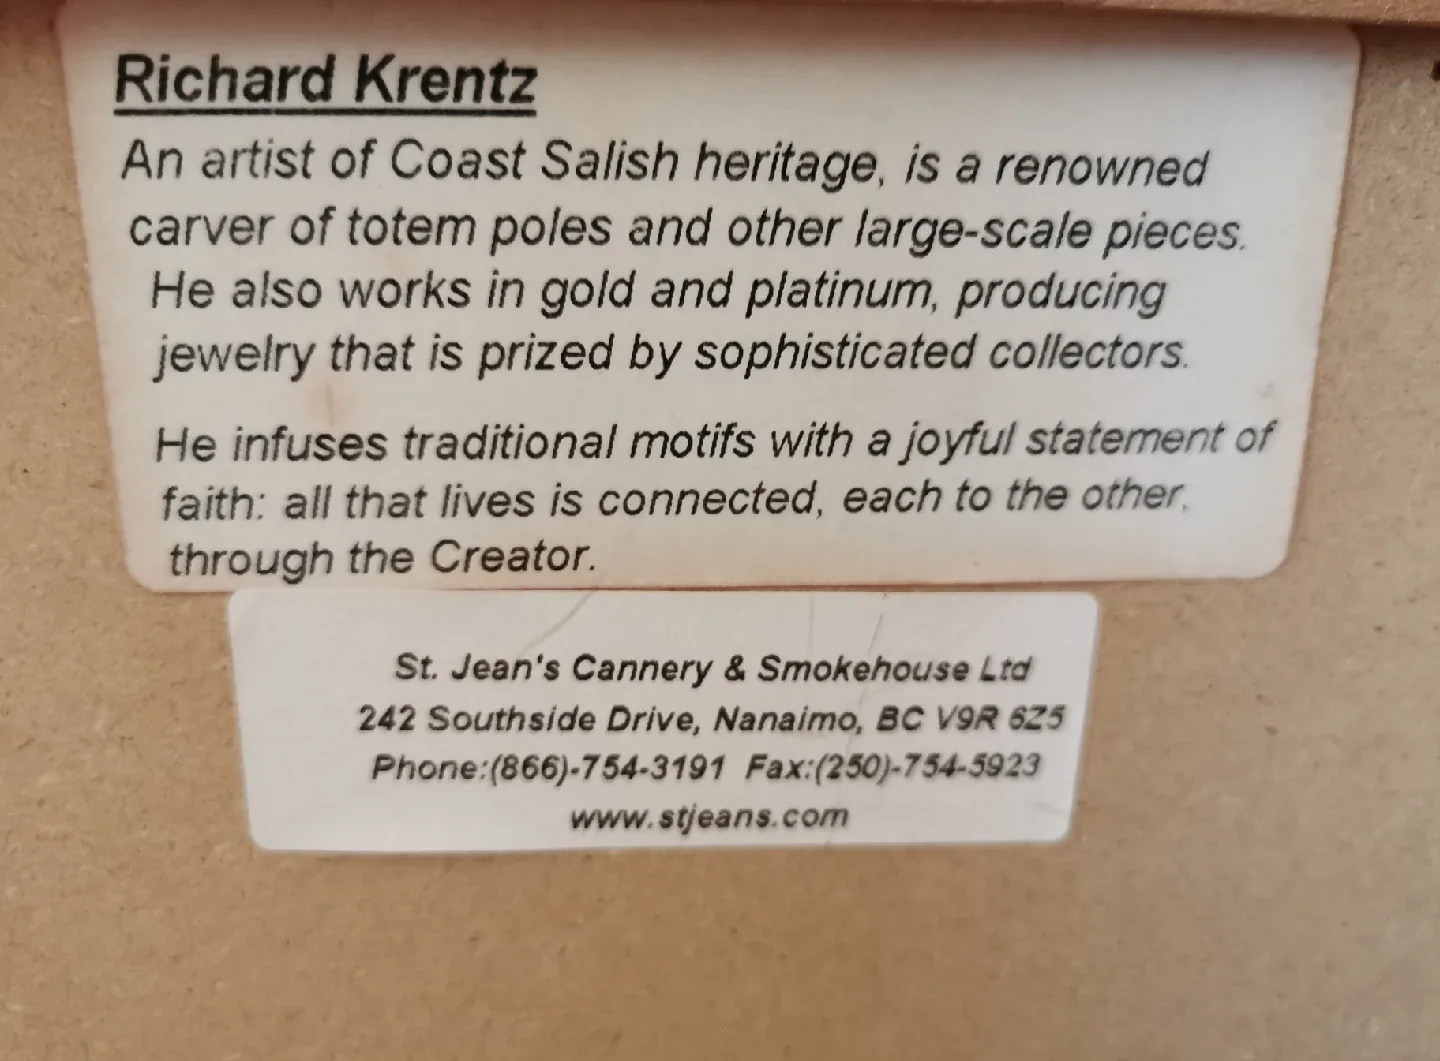 Richard Krentz
An artist of Coast Salish heritage, is a renowned
carver of totem poles and other large-scale pieces.
He also works in gold and platinum, producing
jewelry that is prized by sophisticated collectors.
He infuses traditional motifs with a joyful statement of
faith: all that lives is connected, each to the other,
through the Creator.
St. Jean's Cannery & Smokehouse Ltd
242 Southside Drive, Nanaimo, BC V9R 6Z5
Phone:(866)-754-3191 Fax:(250)-754-5923
www.stjeans.com